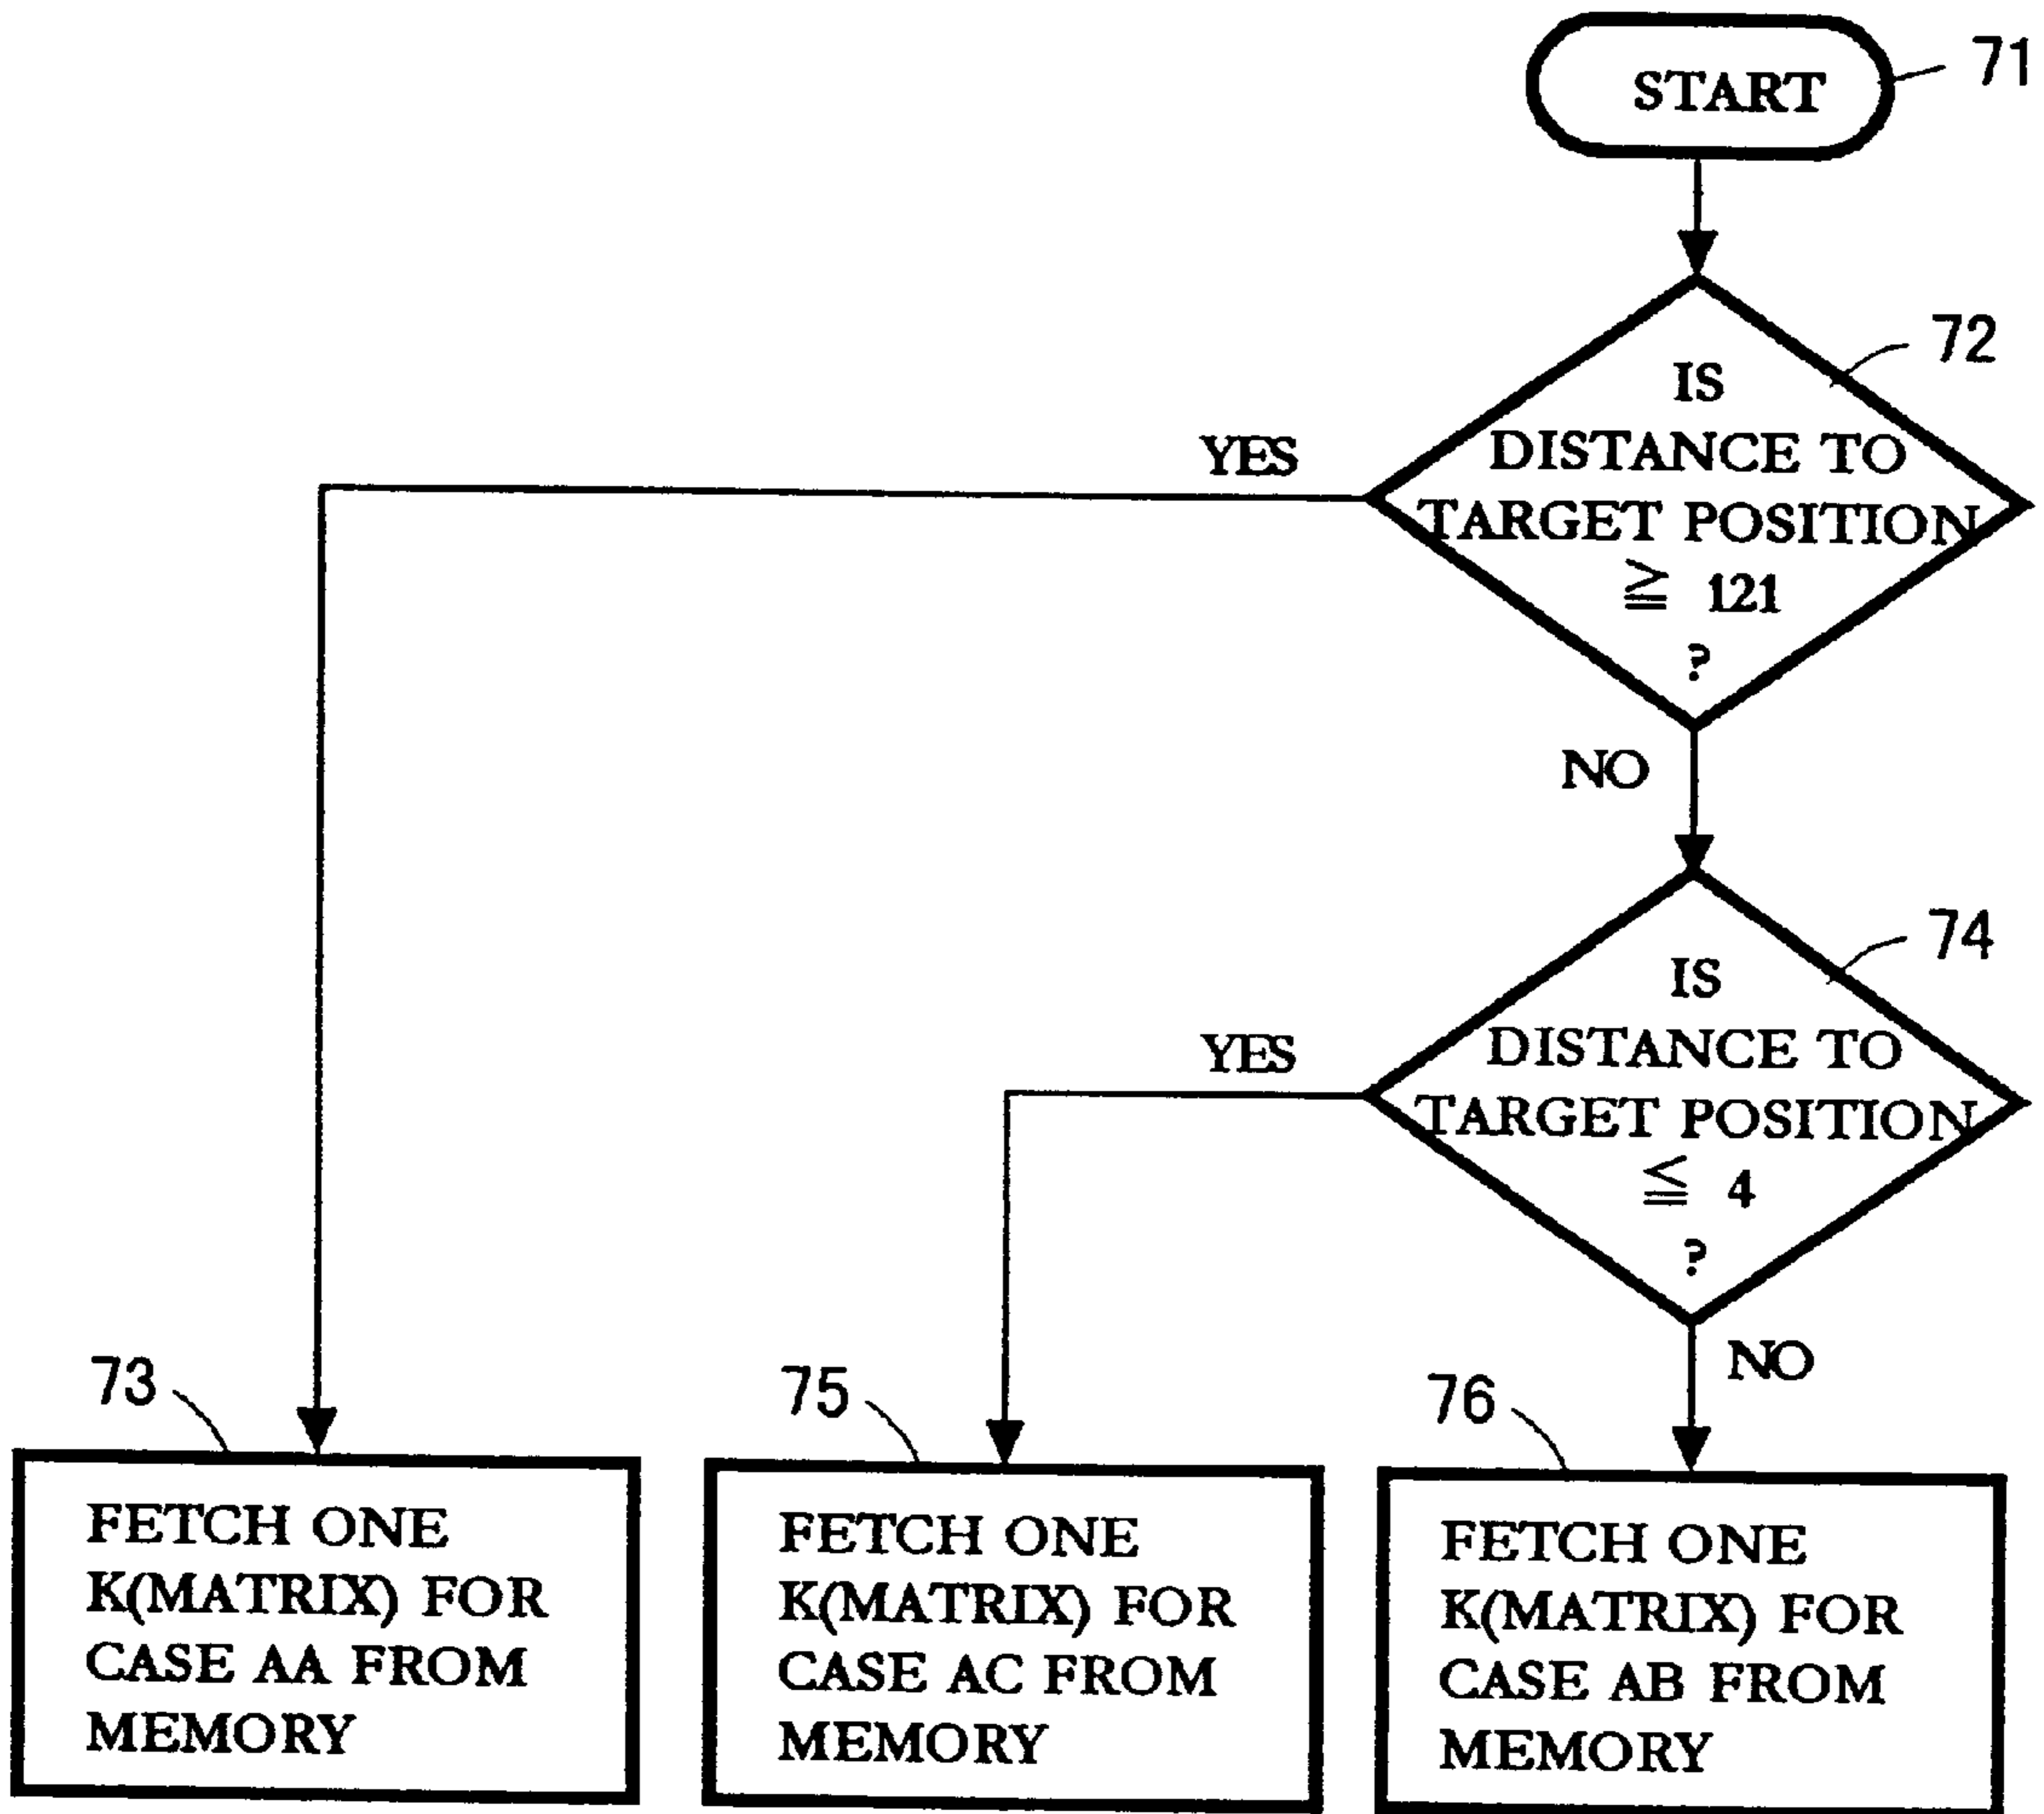 START
71
72
IS
DISTANCE TO
TARGET POSITION
≧ 121
?
YES
NO
74
IS
DISTANCE TO
TARGET POSITION
≦ 4
?
YES
NO
73
FETCH ONE
K(MATRIX) FOR
CASE AA FROM
MEMORY
75
FETCH ONE
K(MATRIX) FOR
CASE AC FROM
MEMORY
76
FETCH ONE
K(MATRIX) FOR
CASE AB FROM
MEMORY